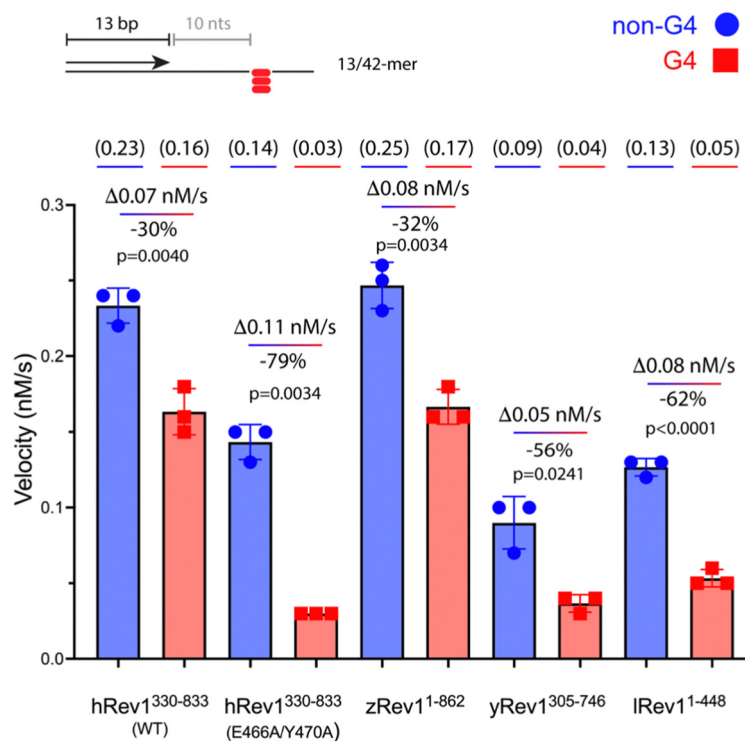 13 bp 10 nts
13/42-mer
non-G4
G4
(0.23) (0.16) (0.14) (0.03) (0.25) (0.17) (0.09) (0.04) (0.13) (0.05)
Δ0.07 nM/s
-30%
p=0.0040
Δ0.11 nM/s
-79%
p=0.0034
Δ0.08 nM/s
-32%
p=0.0034
Δ0.05 nM/s
-56%
p=0.0241
Δ0.08 nM/s
-62%
p<0.0001
Velocity (nM/s)
0.3
0.2
0.1
0.0
hRev1³³⁰⁻⁸³³
(WT)
hRev1³³⁰⁻⁸³³
(E466A/Y470A)
zRev1¹⁻⁸⁶²
yRev1³⁰⁵⁻⁷⁴⁶
lRev1¹⁻⁴⁴⁸